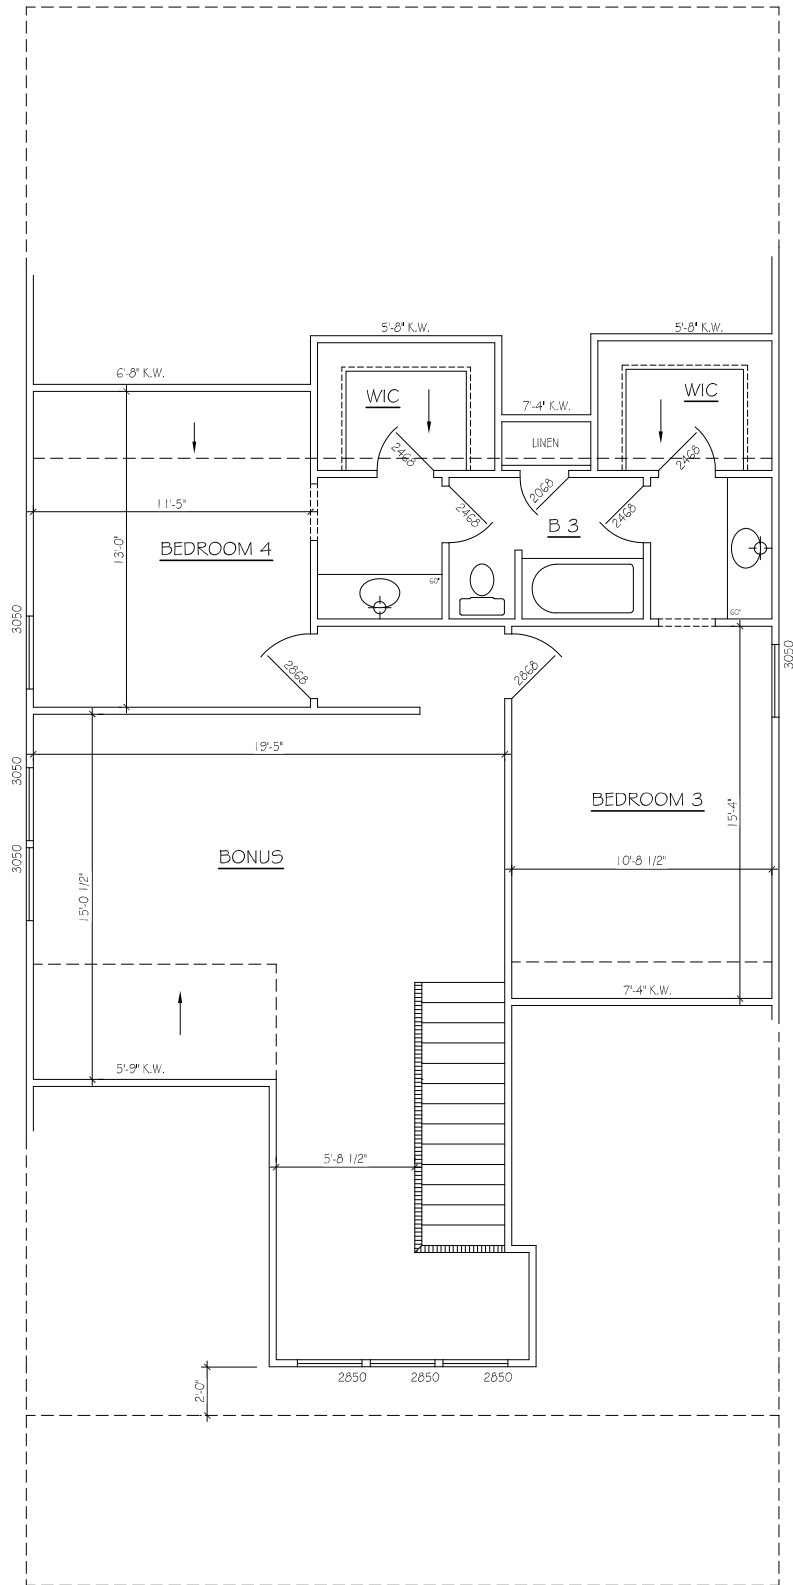 5'-8" K.W.
5'-8" K.W.
6'-8" K.W.
WIC
WIC
7'-4" K.W.
LINEN
2468
2468
2068
11'-5"
2468
2468
B 3
BEDROOM 4
13'-0"
60"
60"
3050
3050
2868
2868
19'-5"
3050
BEDROOM 3
15'-4"
BONUS
3050
10'-8 1/2"
15'-0 1/2"
7'-4" K.W.
5'-9" K.W.
5'-8 1/2"
2850
2850
2850
2'-0"